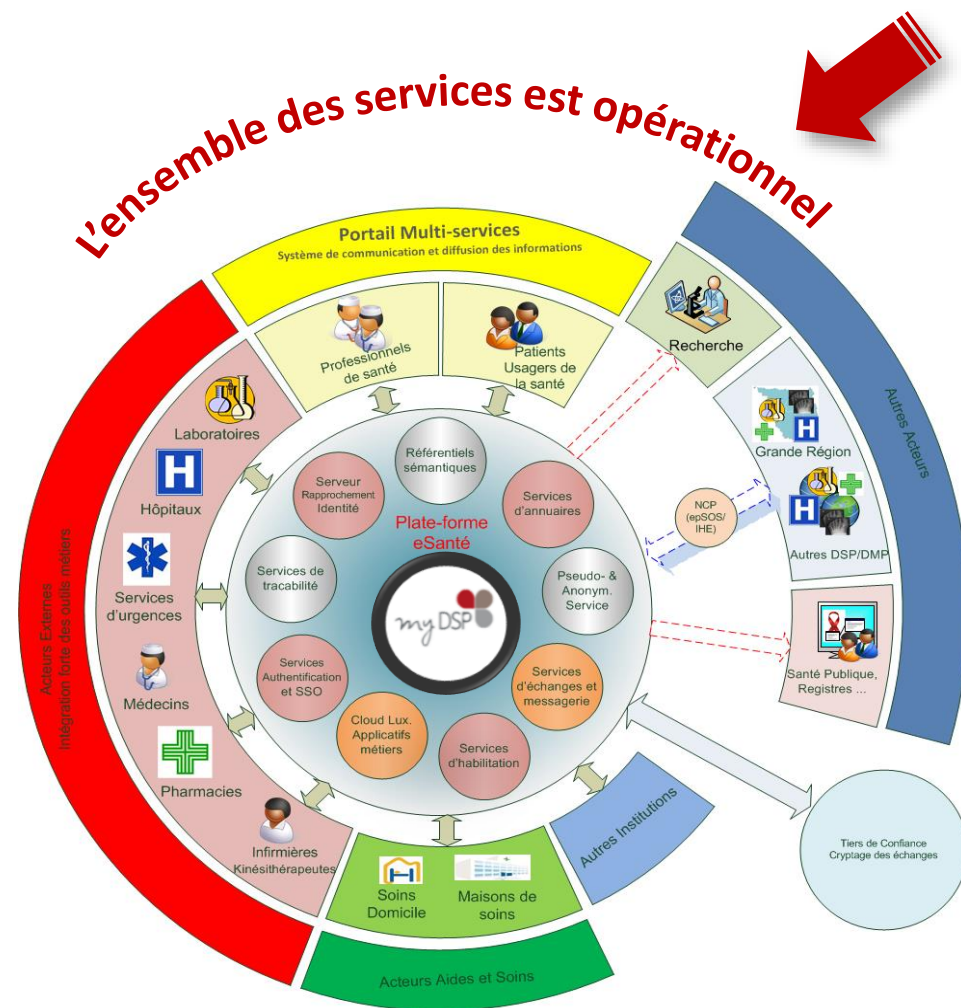 L'ensemble des services est opérationnel
Portail Multi-services
Système de communication et diffusion des informations
Professionnels
de santé
Patients
Usagers de
la santé
Recherche
Autres Acteurs
Grande Région
Autres DSP/DMP
Santé Publique,
Registres ...
NCP
(epSOS/
IHE)
Acteurs Externes
Intégration forte des outils métiers
Laboratoires
H
Hôpitaux
Services
d'urgences
Médecins
Pharmacies
Infirmières
Kinésithérapeutes
Référentiels
sémantiques
Serveur
Rapprochement
Identité
Services
d'annuaires
Plate-forme
eSanté
Services de
tracabilité
my DSP
Pseudo- &
Anonym.
Service
Services
Authentification
et SSO
Services
d'échanges et
messagerie
Cloud Lux.
Applicatifs
métiers
Services
d'habilitation
H
H
H
Soins
Domicile
Maisons de
soins
Autres Institutions
Acteurs Aides et Soins
Tiers de Confiance
Cryptage des échanges